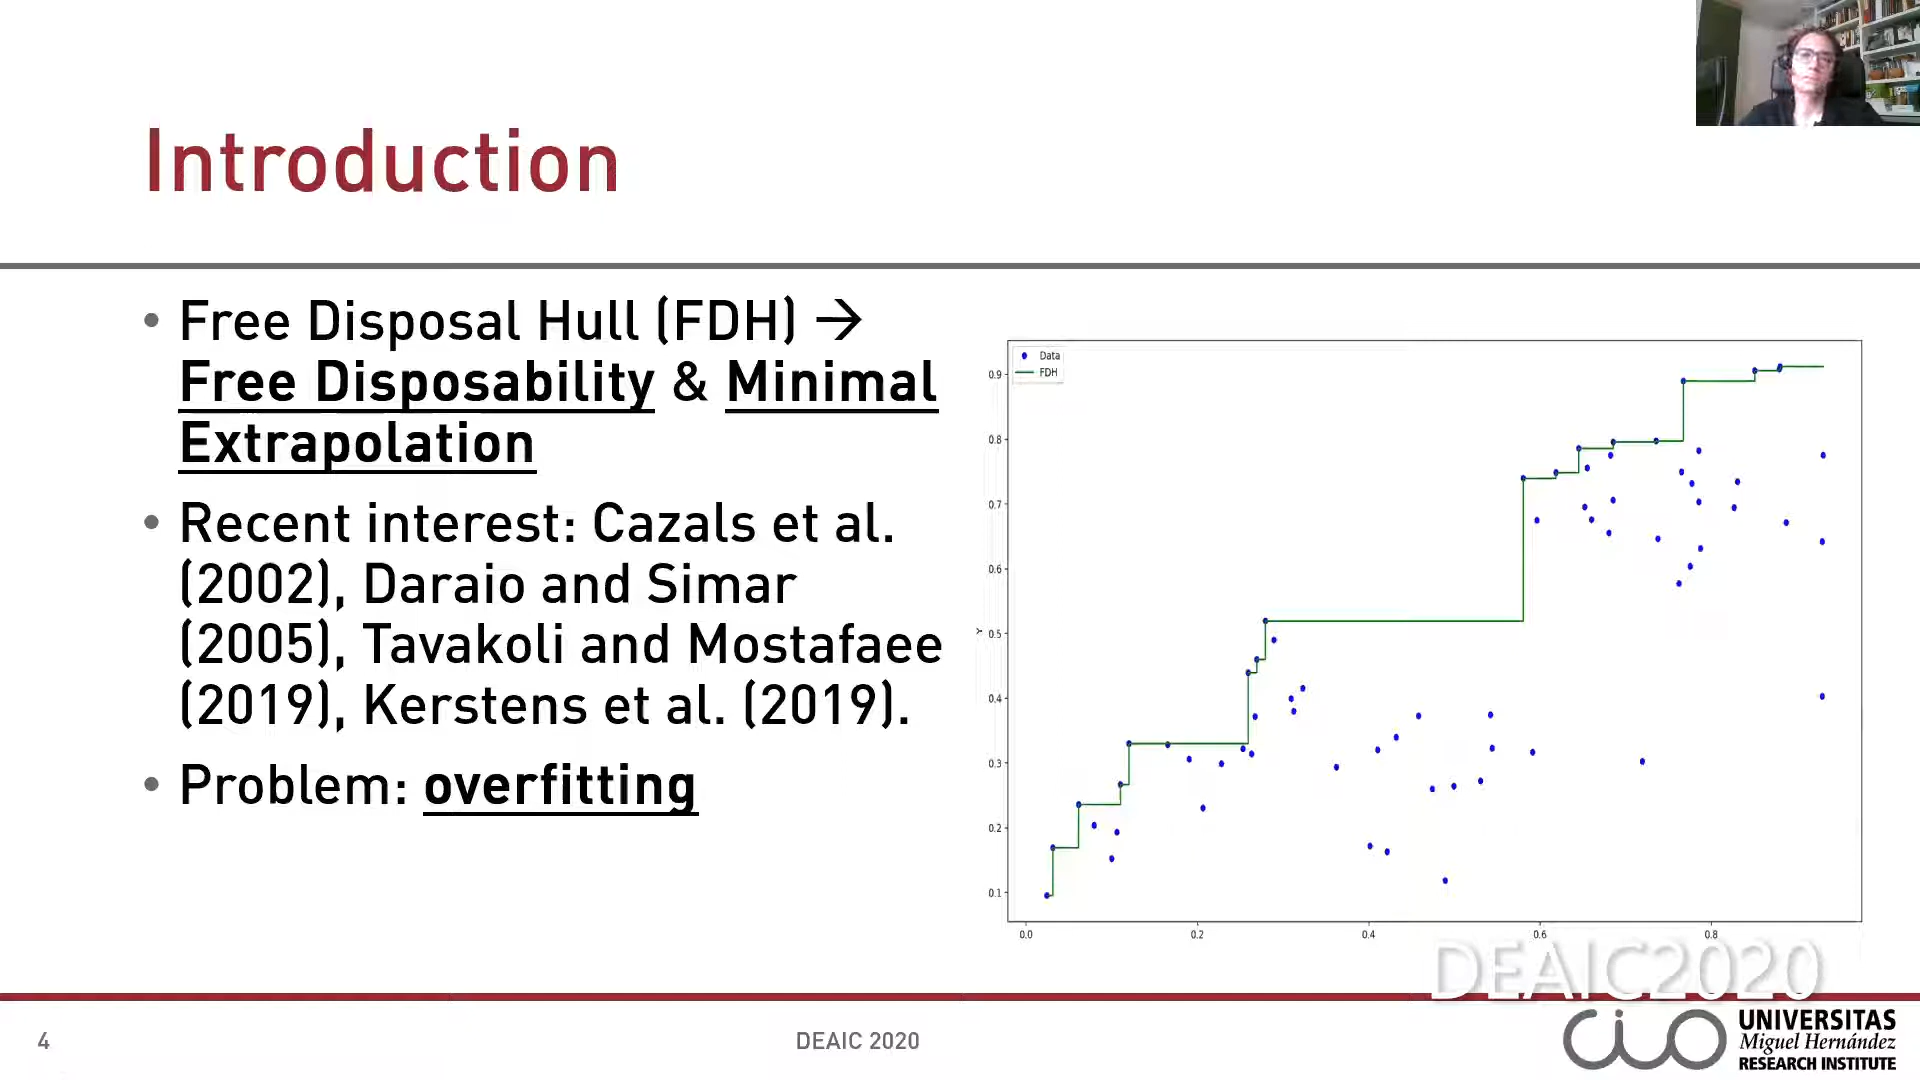 Introduction
• Free Disposal Hull (FDH) →
Free Disposability & Minimal
Extrapolation
• Recent interest: Cazals et al.
(2002), Daraio and Simar
(2005), Tavakoli and Mostafaee
(2019), Kerstens et al. (2019).
• Problem: overfitting
Data
FDH
0.9
0.8
0.7
0.6
Y
0.5
0.4
0.3
0.2
0.1
0.0 0.2 0.4 0.6 0.8
DEAIC2020
4
DEAIC 2020
cio
UNIVERSITAS
Miguel Hernández
RESEARCH INSTITUTE